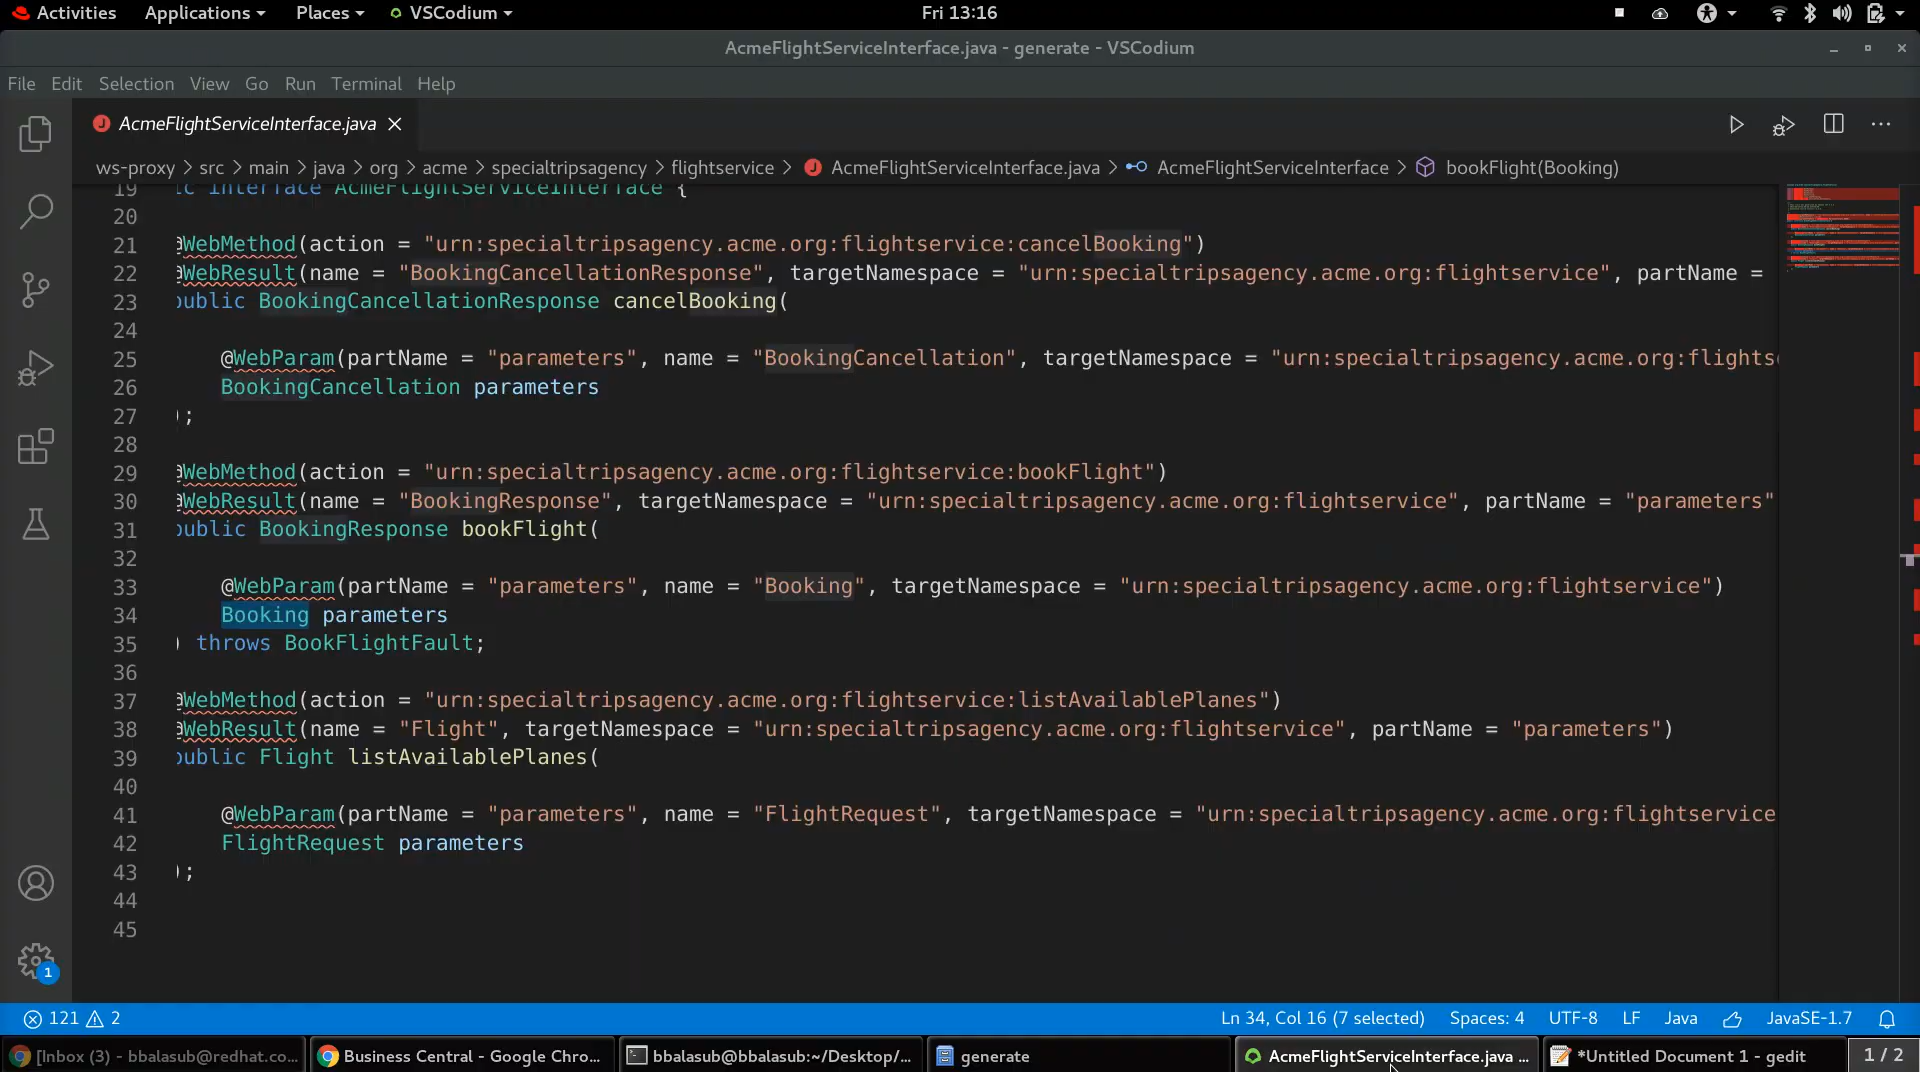 Activities Applications Places VSCodium Fri 13:16
AcmeFlightServiceInterface.java - generate - VSCodium
File Edit Selection View Go Run Terminal Help
AcmeFlightServiceInterface.java
ws-proxy > src > main > java > org > acme > specialtripsagency > flightservice > AcmeFlightServiceInterface.java > AcmeFlightServiceInterface > bookFlight(Booking)
19 ic interface AcmeFlightServiceInterface {
20
21 @WebMethod(action = "urn:specialtripsagency.acme.org:flightservice:cancelBooking")
22 @WebResult(name = "BookingCancellationResponse", targetNamespace = "urn:specialtripsagency.acme.org:flightservice", partName =
23 public BookingCancellationResponse cancelBooking(
24
25 @WebParam(partName = "parameters", name = "BookingCancellation", targetNamespace = "urn:specialtripsagency.acme.org:flights
26 BookingCancellation parameters
27 );
28
29 @WebMethod(action = "urn:specialtripsagency.acme.org:flightservice:bookFlight")
30 @WebResult(name = "BookingResponse", targetNamespace = "urn:specialtripsagency.acme.org:flightservice", partName = "parameters"
31 public BookingResponse bookFlight(
32
33 @WebParam(partName = "parameters", name = "Booking", targetNamespace = "urn:specialtripsagency.acme.org:flightservice")
34 Booking parameters
35 ) throws BookFlightFault;
36
37 @WebMethod(action = "urn:specialtripsagency.acme.org:flightservice:listAvailablePlanes")
38 @WebResult(name = "Flight", targetNamespace = "urn:specialtripsagency.acme.org:flightservice", partName = "parameters")
39 public Flight listAvailablePlanes(
40
41 @WebParam(partName = "parameters", name = "FlightRequest", targetNamespace = "urn:specialtripsagency.acme.org:flightservice
42 FlightRequest parameters
43 );
44
45
1
121 2 Ln 34, Col 16 (7 selected) Spaces: 4 UTF-8 LF Java JavaSE-1.7
[Inbox (3) - bbalasub@redhat.co... Business Central - Google Chro... bbalasub@bbalasub:~/Desktop/... generate AcmeFlightServiceInterface.java ... *Untitled Document 1 - gedit 1 / 2